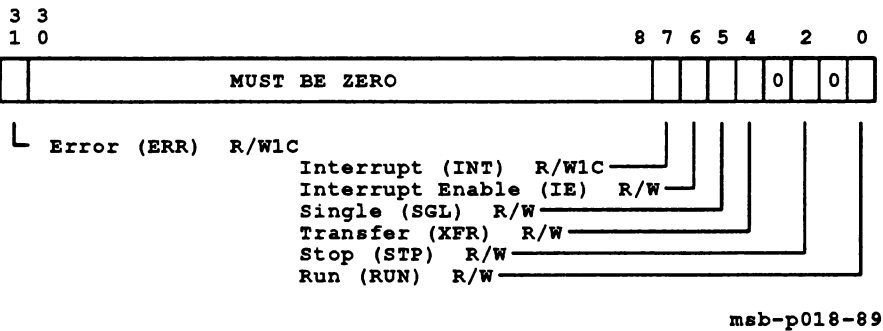 3 3
1 0 8 7 6 5 4 2 0
MUST BE ZERO 0 0
Error (ERR) R/W1C
Interrupt (INT) R/W1C
Interrupt Enable (IE) R/W
Single (SGL) R/W
Transfer (XFR) R/W
Stop (STP) R/W
Run (RUN) R/W
msb-p018-89